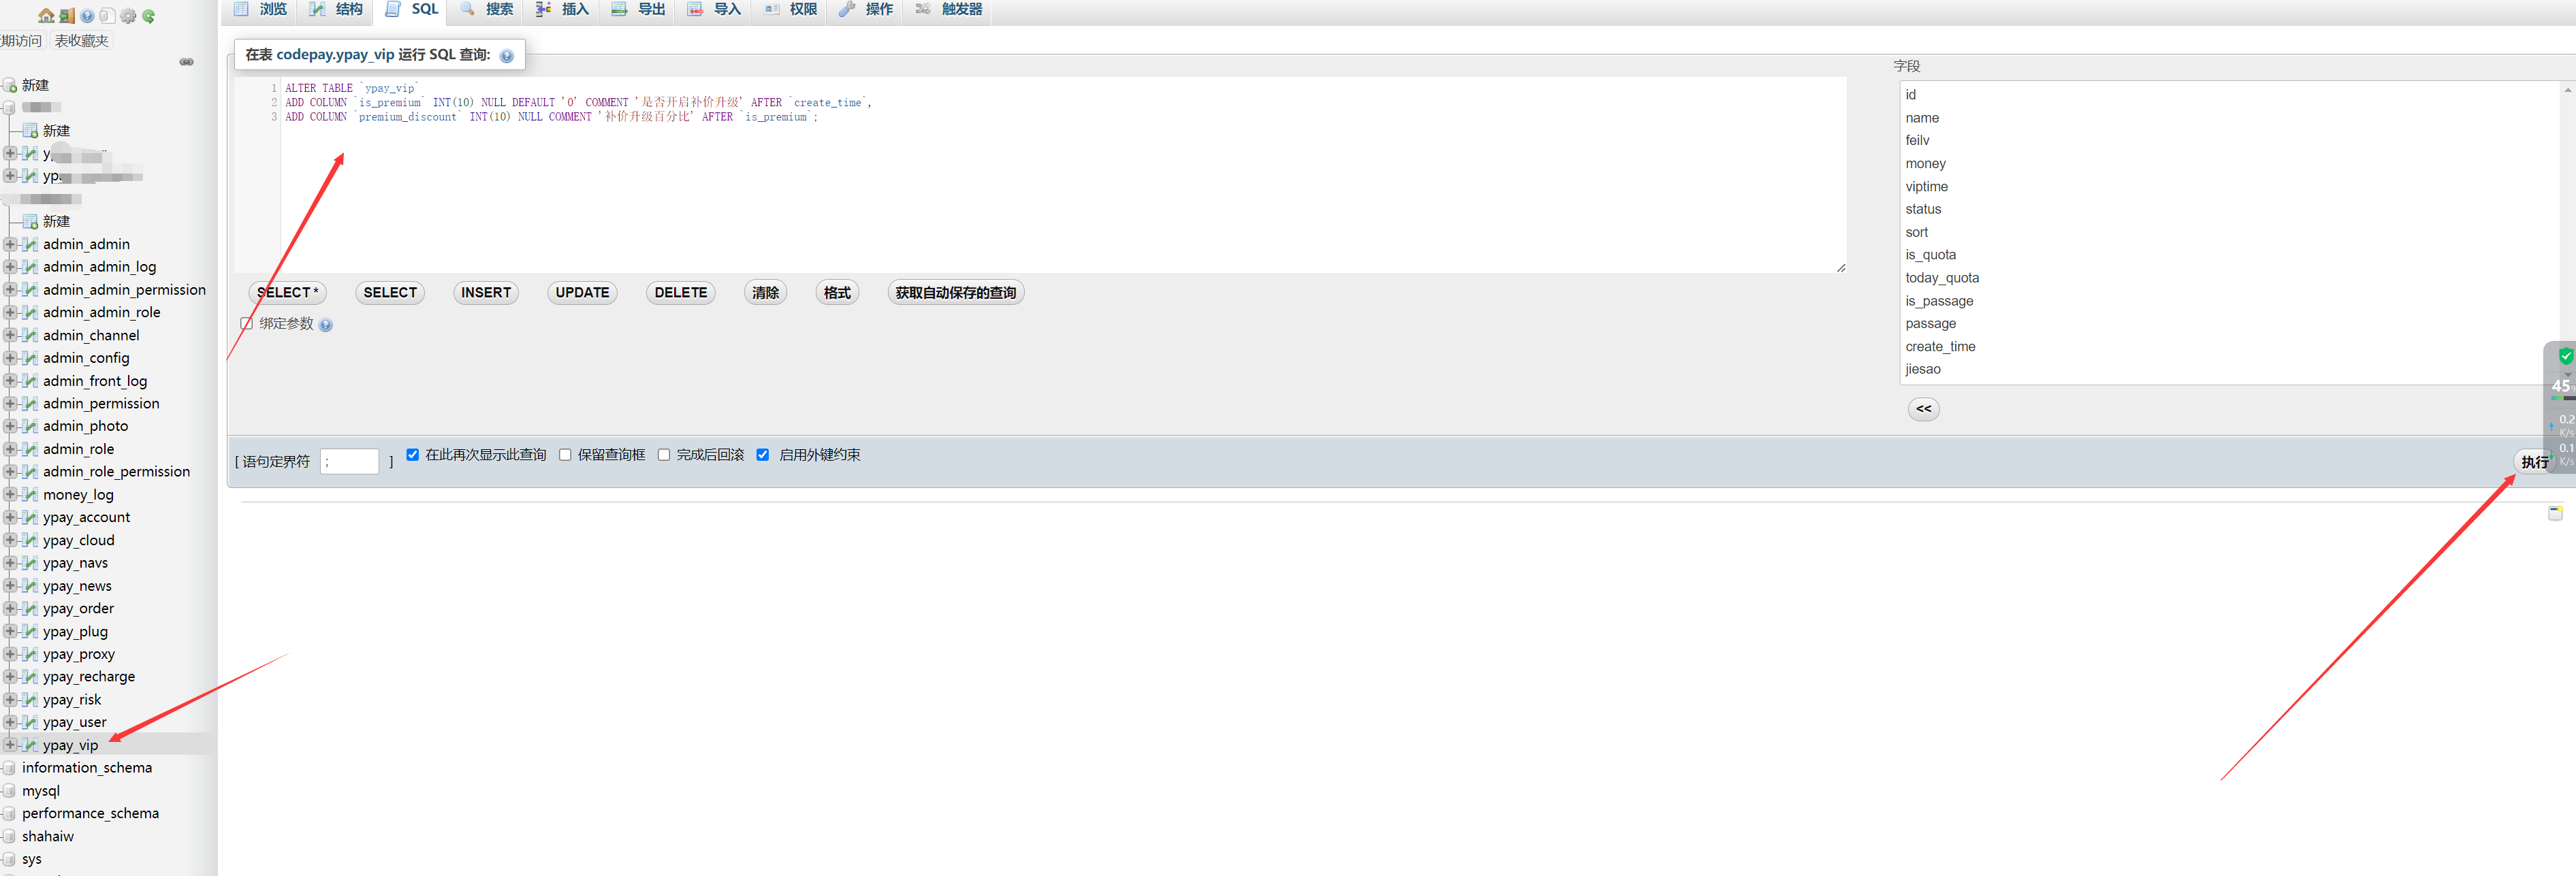 浏览 结构 SQL 搜索 插入 导出 导入 权限 操作 触发器
期访问 表收藏夹
新建
新建
新建
admin_admin
admin_admin_log
admin_admin_permission
admin_admin_role
admin_channel
admin_config
admin_front_log
admin_permission
admin_photo
admin_role
admin_role_permission
money_log
ypay_account
ypay_cloud
ypay_navs
ypay_news
ypay_order
ypay_plug
ypay_proxy
ypay_recharge
ypay_risk
ypay_user
ypay_vip
information_schema
mysql
performance_schema
shahaiw
sys
在表 codepay.ypay_vip 运行 SQL 查询:
1 ALTER TABLE `ypay_vip`
2 ADD COLUMN `is_premium` INT(10) NULL DEFAULT '0' COMMENT '是否开启补价升级' AFTER `create_time`,
3 ADD COLUMN `premium_discount` INT(10) NULL COMMENT '补价升级百分比' AFTER `is_premium`;
SELECT * SELECT INSERT UPDATE DELETE 清除 格式 获取自动保存的查询
绑定参数
字段
id
name
feilv
money
viptime
status
sort
is_quota
today_quota
is_passage
passage
create_time
jiesao
<<
[ 语句定界符 ; ] 在此再次显示此查询 保留查询框 完成后回滚 启用外键约束
执行
45
0.2
K/s
0.1
K/s